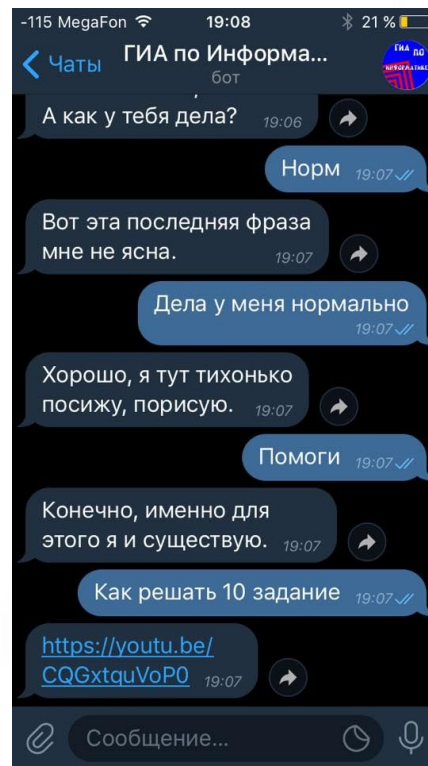 -115 MegaFon 19:08 21 %
Чаты ГИА по Информа...
бот
ГИА ПО
ИНФОРМАТИКЕ
А как у тебя дела? 19:06
Норм 19:07
Вот эта последняя фраза
мне не ясна. 19:07
Дела у меня нормально
19:07
Хорошо, я тут тихонько
посижу, порисую. 19:07
Помоги 19:07
Конечно, именно для
этого я и существую. 19:07
Как решать 10 задание 19:07
https://youtu.be/
CQGxtquVoP0 19:07
Сообщение...